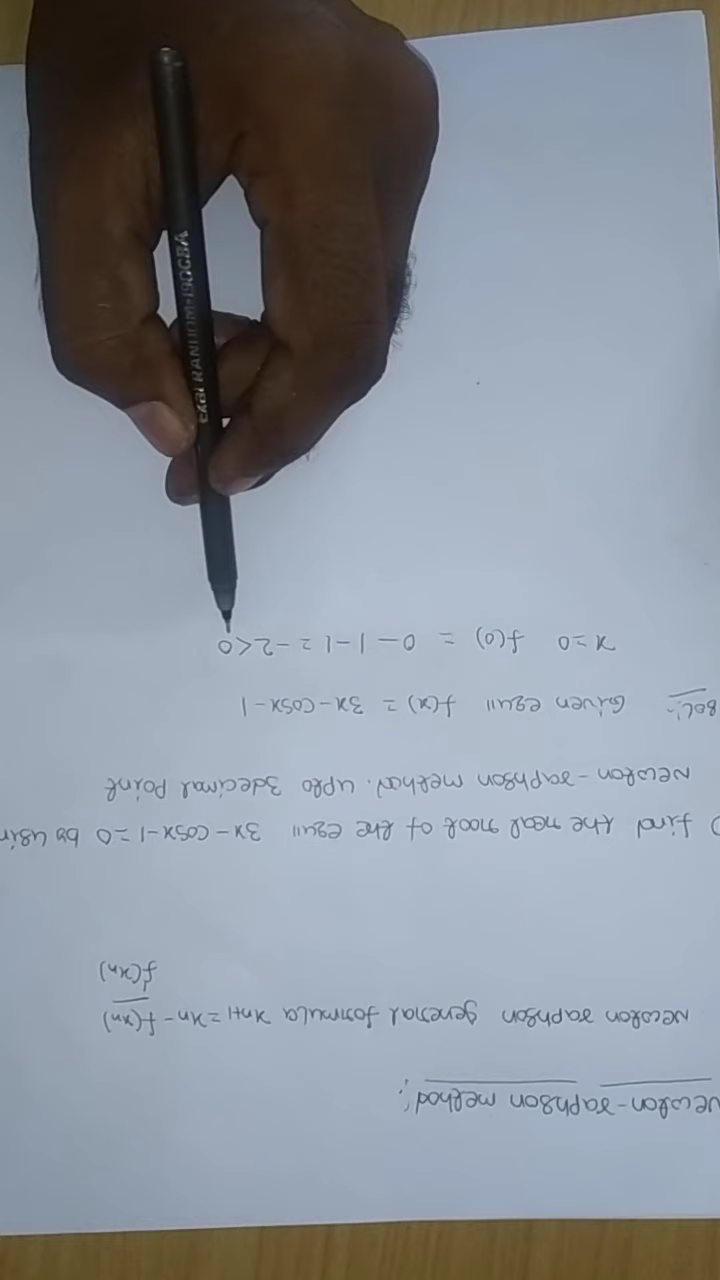 Newton-raphson method:
Newton raphson general formula xn+1 = xn - f(xn)
f'(xn)
find the real root of the equ" 3x - cosx - 1 = 0 by usin
Newton-raphson method. upto 3decimal Point
Sol:- Given equ" f(x) = 3x - cosx - 1
x=0 f(0) = 0-1-1 = -2<0